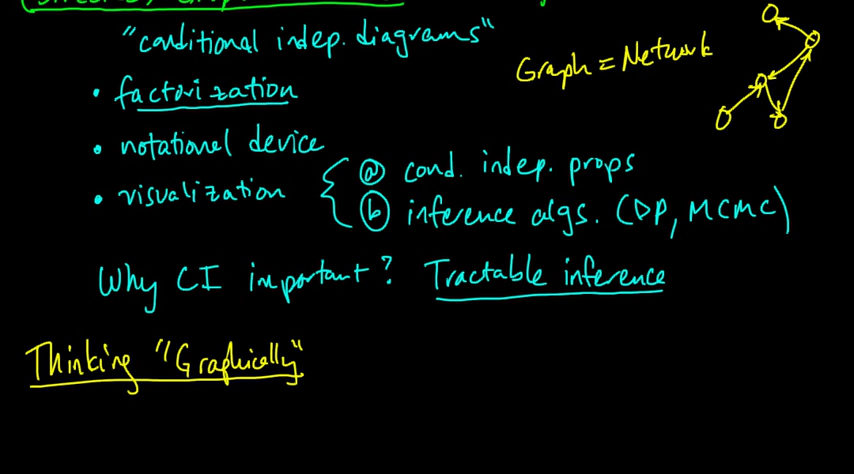 "conditional indep. diagrams"
Graph = Network
• factorization
• notational device
• visualization
ⓐ cond. indep. props
ⓑ inference algs. (DP, MCMC)
Why CI important? Tractable inference
Thinking "Graphically"